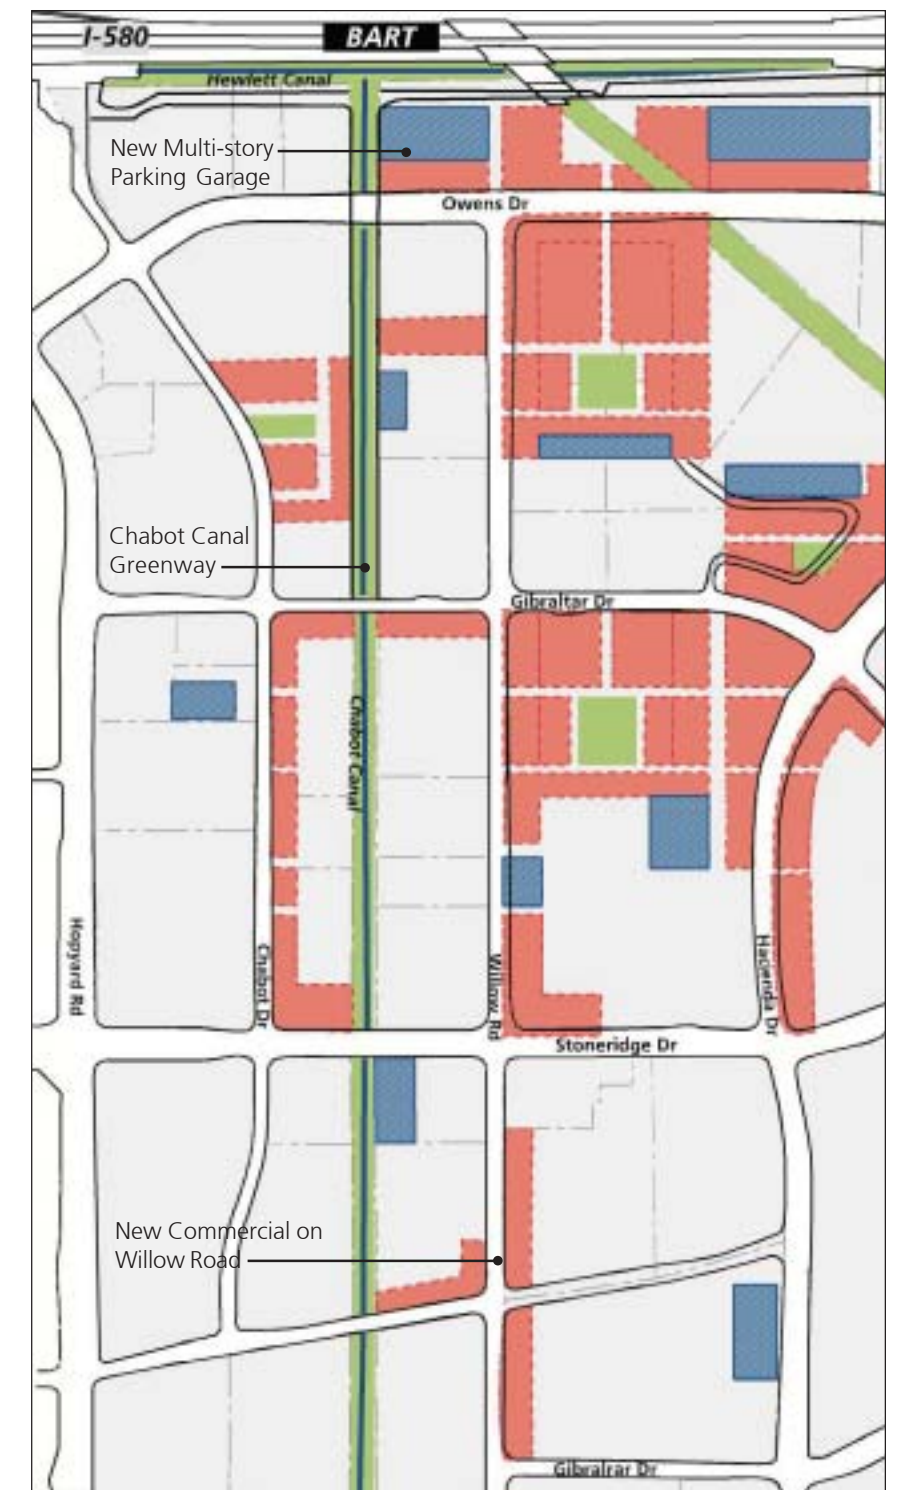 I-580
BART
Hewlett Canal
New Multi-story
Parking Garage
Owens Dr
Chabot Canal
Greenway
Gibraltar Dr
Chabot Canal
Hopyard Rd
Chabot Dr
Willow Rd
Hacienda Dr
Stoneridge Dr
New Commercial on
Willow Road
Gibralrar Dr